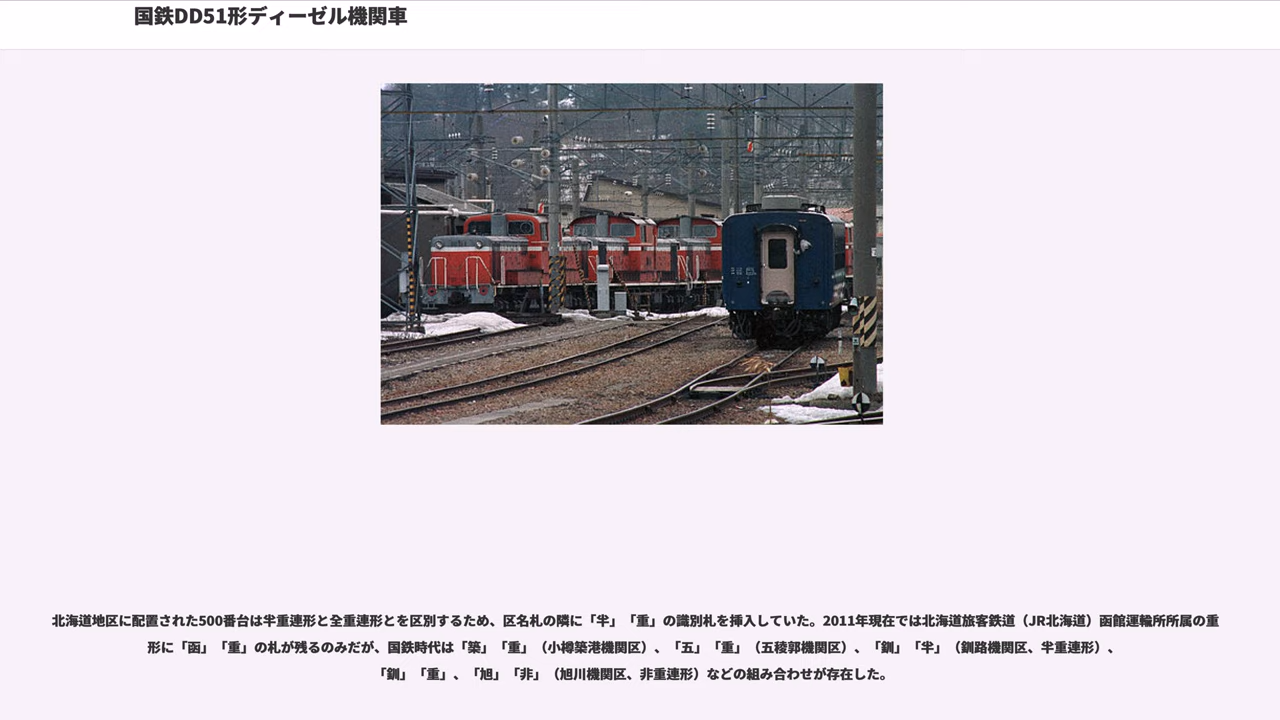 国鉄DD51形ディーゼル機関車
北海道地区に配置された500番台は半重連形と全重連形とを区別するため、区名札の隣に「半」「重」の識別札を挿入していた。2011年現在では北海道旅客鉄道（JR北海道）函館運輸所所属の重
形に「函」「重」の札が残るのみだが、国鉄時代は「築」「重」（小樽築港機関区）、「五」「重」（五稜郭機関区）、「釧」「半」（釧路機関区、半重連形）、
「釧」「重」、「旭」「非」（旭川機関区、非重連形）などの組み合わせが存在した。